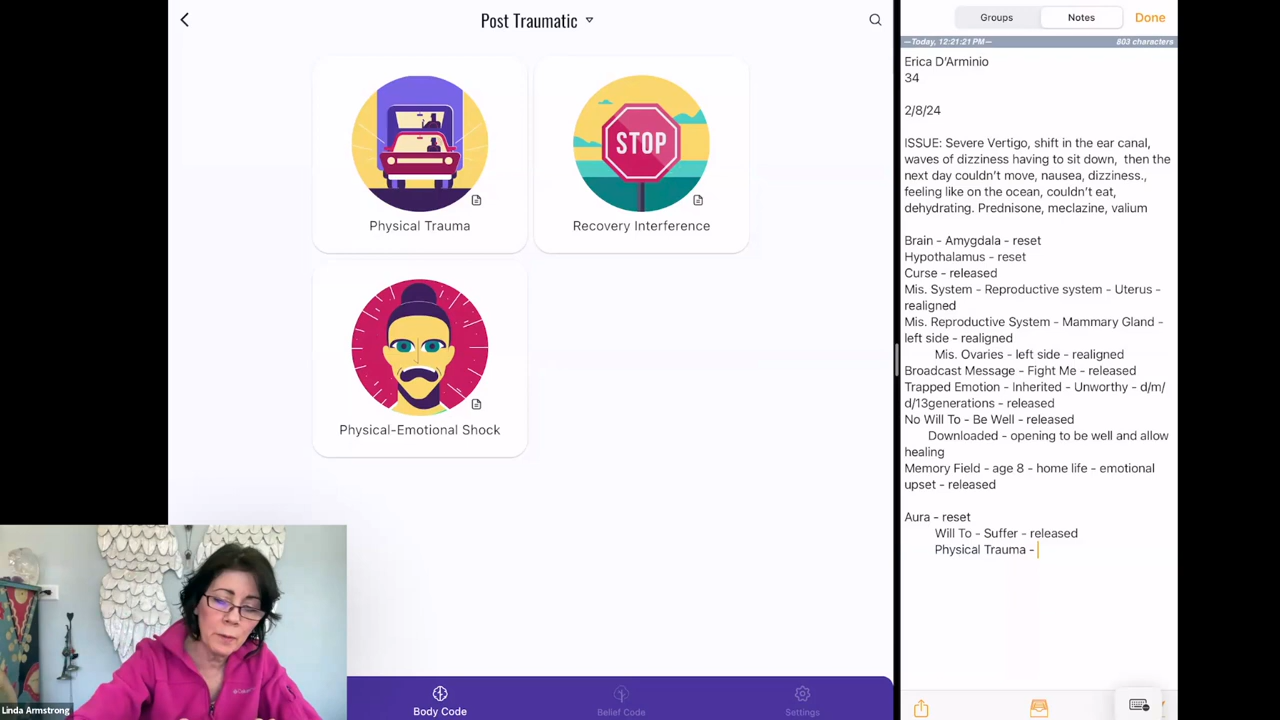 Post Traumatic
Physical Trauma
STOP
Recovery Interference
Physical-Emotional Shock
Linda Armstrong
Body Code
Belief Code
Settings
Groups
Notes
Done
—Today, 12:21:21 PM—
803 characters
Erica D'Arminio
34
2/8/24
ISSUE: Severe Vertigo, shift in the ear canal,
waves of dizziness having to sit down, then the
next day couldn't move, nausea, dizziness.,
feeling like on the ocean, couldn't eat,
dehydrating. Prednisone, meclazine, valium
Brain - Amygdala - reset
Hypothalamus - reset
Curse - released
Mis. System - Reproductive system - Uterus -
realigned
Mis. Reproductive System - Mammary Gland -
left side - realigned
Mis. Ovaries - left side - realigned
Broadcast Message - Fight Me - released
Trapped Emotion - Inherited - Unworthy - d/m/
d/13generations - released
No Will To - Be Well - released
Downloaded - opening to be well and allow
healing
Memory Field - age 8 - home life - emotional
upset - released
Aura - reset
Will To - Suffer - released
Physical Trauma -